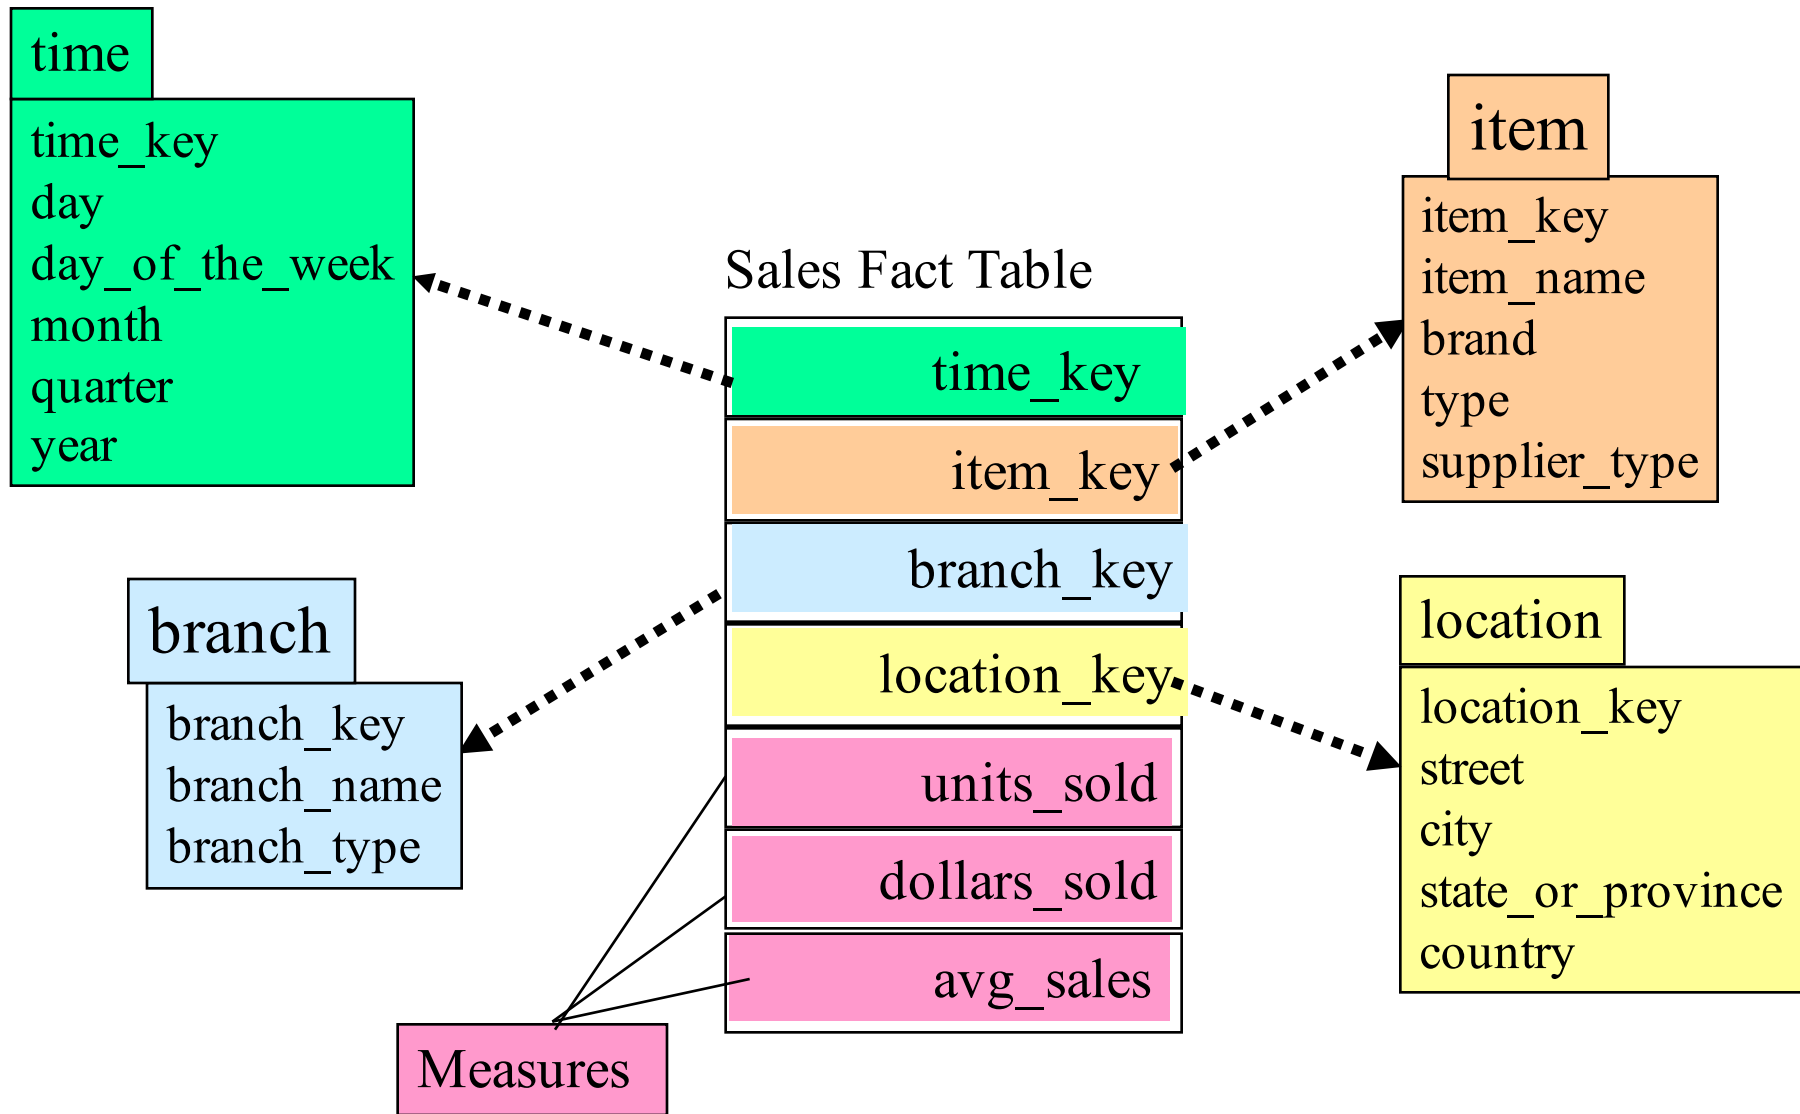 time
time_key
day
day_of_the_week
month
quarter
year
item
item_key
item_name
brand
type
supplier_type
Sales Fact Table
time_key
item_key
branch_key
location_key
units_sold
dollars_sold
avg_sales
branch
branch_key
branch_name
branch_type
location
location_key
street
city
state_or_province
country
Measures